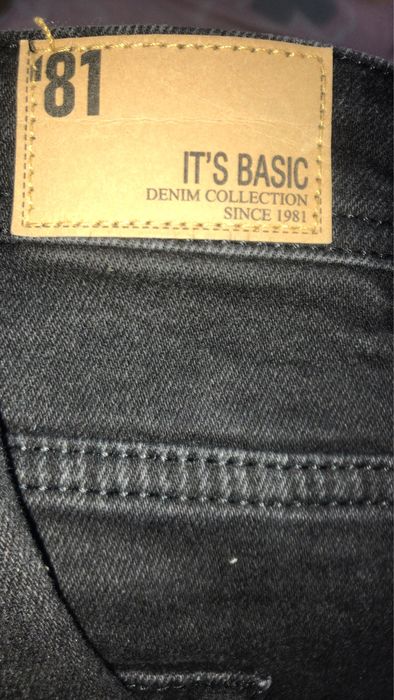 '81
IT'S BASIC
DENIM COLLECTION
SINCE 1981